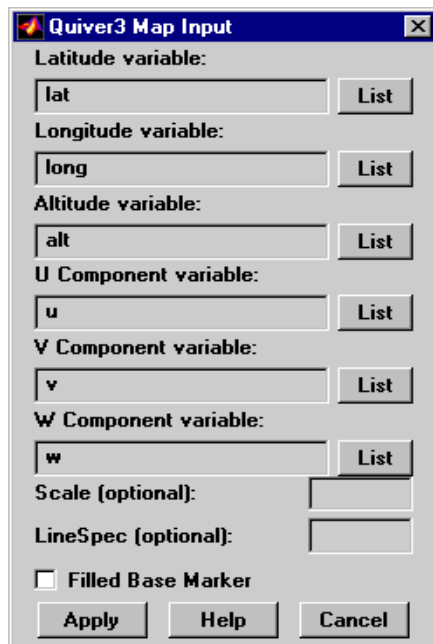 Quiver3 Map Input
Latitude variable:
lat List
Longitude variable:
long List
Altitude variable:
alt List
U Component variable:
u List
V Component variable:
v List
W Component variable:
w List
Scale (optional):
LineSpec (optional):
Filled Base Marker
Apply Help Cancel